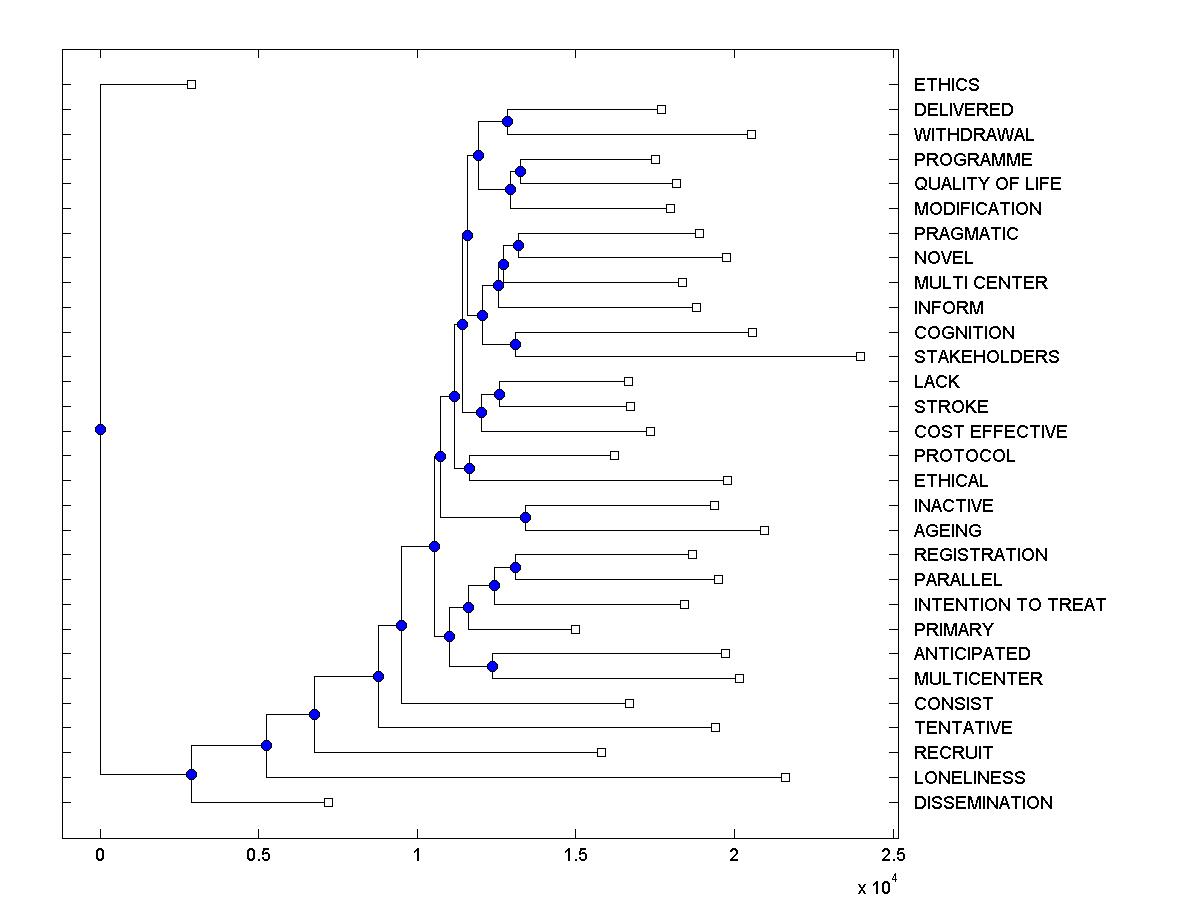 ETHICS
DELIVERED
WITHDRAWAL
PROGRAMME
QUALITY OF LIFE
MODIFICATION
PRAGMATIC
NOVEL
MULTI CENTER
INFORM
COGNITION
STAKEHOLDERS
LACK
STROKE
COST EFFECTIVE
PROTOCOL
ETHICAL
INACTIVE
AGEING
REGISTRATION
PARALLEL
INTENTION TO TREAT
PRIMARY
ANTICIPATED
MULTICENTER
CONSIST
TENTATIVE
RECRUIT
LONELINESS
DISSEMINATION
0 0.5 1 1.5 2 2.5
x 10^4